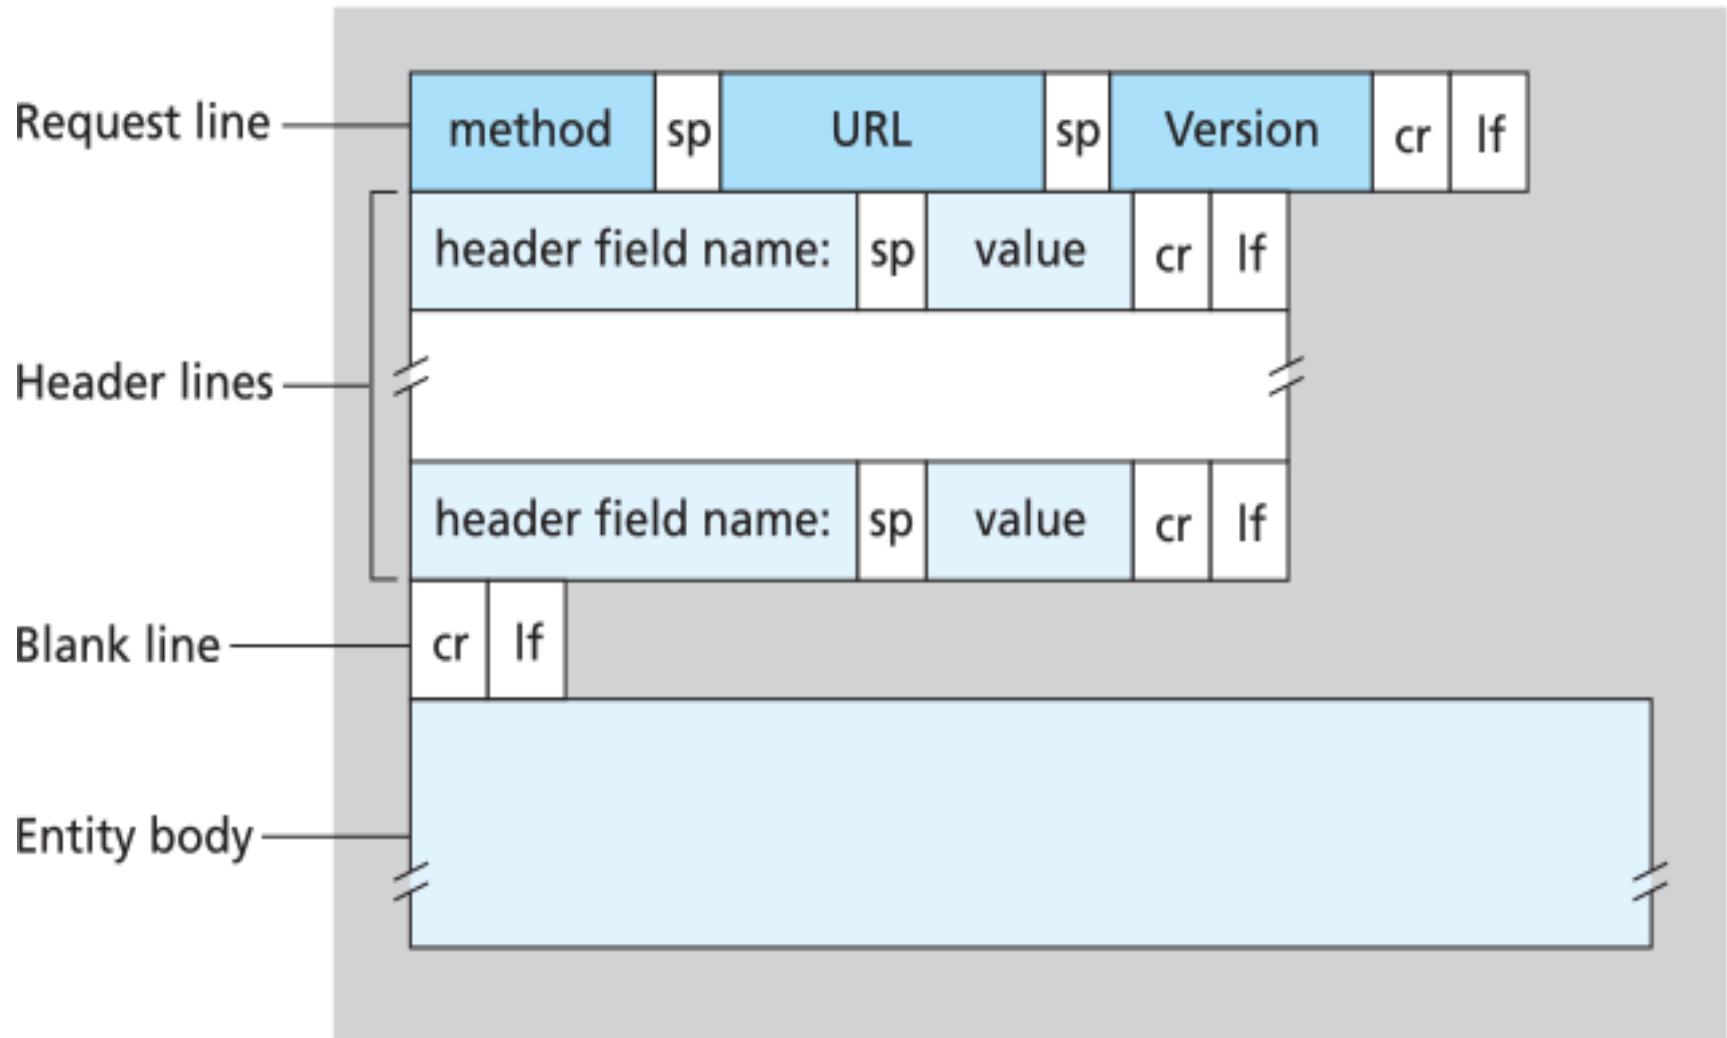 Request line
method sp URL sp Version cr lf
header field name: sp value cr lf
Header lines
header field name: sp value cr lf
Blank line
cr lf
Entity body